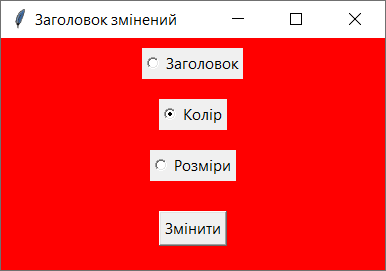 Заголовок змінений
Заголовок
Колір
Розміри
Змінити